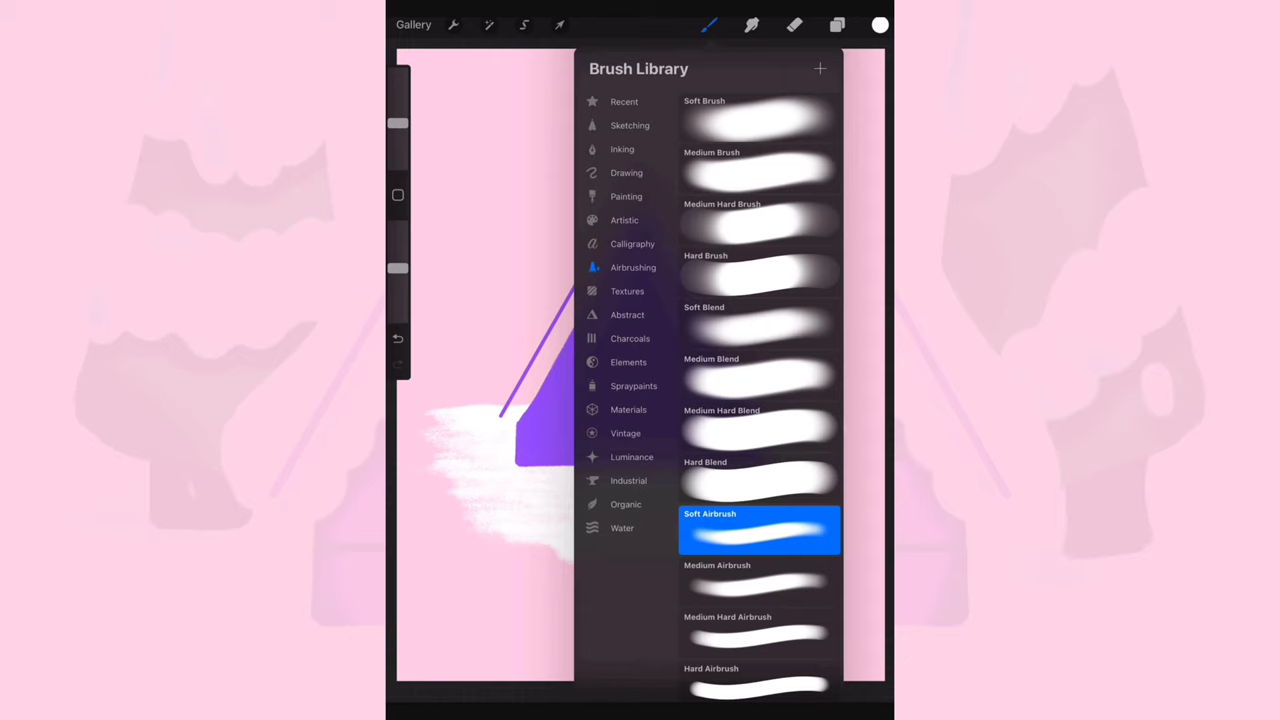 Gallery
Brush Library
Recent
Sketching
Inking
Drawing
Painting
Artistic
Calligraphy
Airbrushing
Textures
Abstract
Charcoals
Elements
Spraypaints
Materials
Vintage
Luminance
Industrial
Organic
Water
Soft Brush
Medium Brush
Medium Hard Brush
Hard Brush
Soft Blend
Medium Blend
Medium Hard Blend
Hard Blend
Soft Airbrush
Medium Airbrush
Medium Hard Airbrush
Hard Airbrush